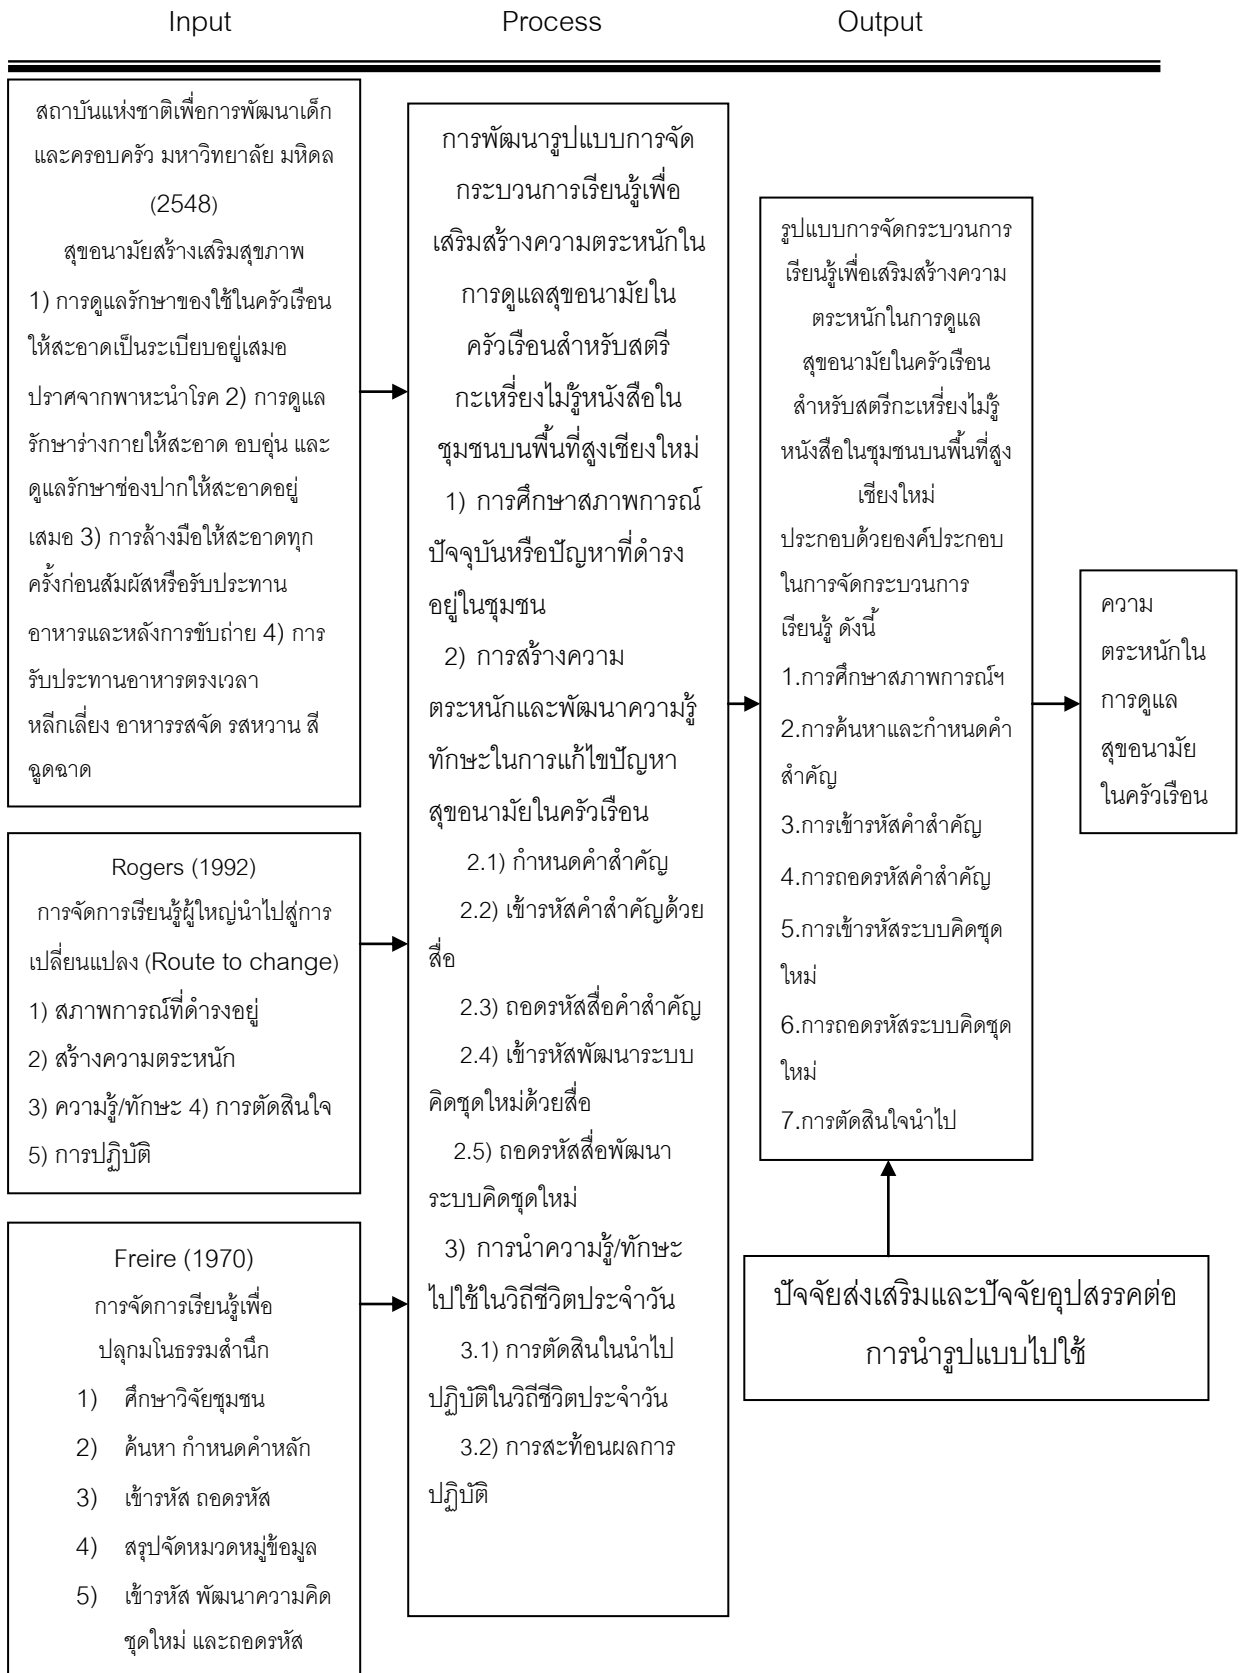 Input Process Output
สถาบันแห่งชาติเพื่อการพัฒนาเด็ก
และครอบครัว มหาวิทยาลัย มหิดล
(2548)
สุขอนามัยสร้างเสริมสุขภาพ
1) การดูแลรักษาของใช้ในครัวเรือน
ให้สะอาดเป็นระเบียบอยู่เสมอ
ปราศจากพาหะนำโรค 2) การดูแล
รักษาร่างกายให้สะอาด อบอุ่น และ
ดูแลรักษาช่องปากให้สะอาดอยู่
เสมอ 3) การล้างมือให้สะอาดทุก
ครั้งก่อนสัมผัสหรือรับประทาน
อาหารและหลังการขับถ่าย 4) การ
รับประทานอาหารตรงเวลา
หลีกเลี่ยง อาหารรสจัด รสหวาน สี
ฉูดฉาด
Rogers (1992)
การจัดการเรียนรู้ผู้ใหญ่นำไปสู่การ
เปลี่ยนแปลง (Route to change)
1) สภาพการณ์ที่ดำรงอยู่
2) สร้างความตระหนัก
3) ความรู้/ทักษะ 4) การตัดสินใจ
5) การปฏิบัติ
Freire (1970)
การจัดการเรียนรู้เพื่อ
ปลุกมโนธรรมสำนึก
1) ศึกษาวิจัยชุมชน
2) ค้นหา กำหนดคำหลัก
3) เข้ารหัส ถอดรหัส
4) สรุปจัดหมวดหมู่ข้อมูล
5) เข้ารหัส พัฒนาความคิด
ชุดใหม่ และถอดรหัส
การพัฒนารูปแบบการจัด
กระบวนการเรียนรู้เพื่อ
เสริมสร้างความตระหนักใน
การดูแลสุขอนามัยใน
ครัวเรือนสำหรับสตรี
กะเหรี่ยงไม่รู้หนังสือใน
ชุมชนบนพื้นที่สูงเชียงใหม่
1) การศึกษาสภาพการณ์
ปัจจุบันหรือปัญหาที่ดำรง
อยู่ในชุมชน
2) การสร้างความ
ตระหนักและพัฒนาความรู้
ทักษะในการแก้ไขปัญหา
สุขอนามัยในครัวเรือน
2.1) กำหนดคำสำคัญ
2.2) เข้ารหัสคำสำคัญด้วย
สื่อ
2.3) ถอดรหัสสื่อคำสำคัญ
2.4) เข้ารหัสพัฒนาระบบ
คิดชุดใหม่ด้วยสื่อ
2.5) ถอดรหัสสื่อพัฒนา
ระบบคิดชุดใหม่
3) การนำความรู้/ทักษะ
ไปใช้ในวิถีชีวิตประจำวัน
3.1) การตัดสินในนำไป
ปฏิบัติในวิถีชีวิตประจำวัน
3.2) การสะท้อนผลการ
ปฏิบัติ
รูปแบบการจัดกระบวนการ
เรียนรู้เพื่อเสริมสร้างความ
ตระหนักในการดูแล
สุขอนามัยในครัวเรือน
สำหรับสตรีกะเหรี่ยงไม่รู้
หนังสือในชุมชนบนพื้นที่สูง
เชียงใหม่
ประกอบด้วยองค์ประกอบ
ในการจัดกระบวนการ
เรียนรู้ ดังนี้
1.การศึกษาสภาพการณ์ฯ
2.การค้นหาและกำหนดคำ
สำคัญ
3.การเข้ารหัสคำสำคัญ
4.การถอดรหัสคำสำคัญ
5.การเข้ารหัสระบบคิดชุด
ใหม่
6.การถอดรหัสระบบคิดชุด
ใหม่
7.การตัดสินใจนำไป
ปัจจัยส่งเสริมและปัจจัยอุปสรรคต่อ
การนำรูปแบบไปใช้
ความ
ตระหนักใน
การดูแล
สุขอนามัย
ในครัวเรือน